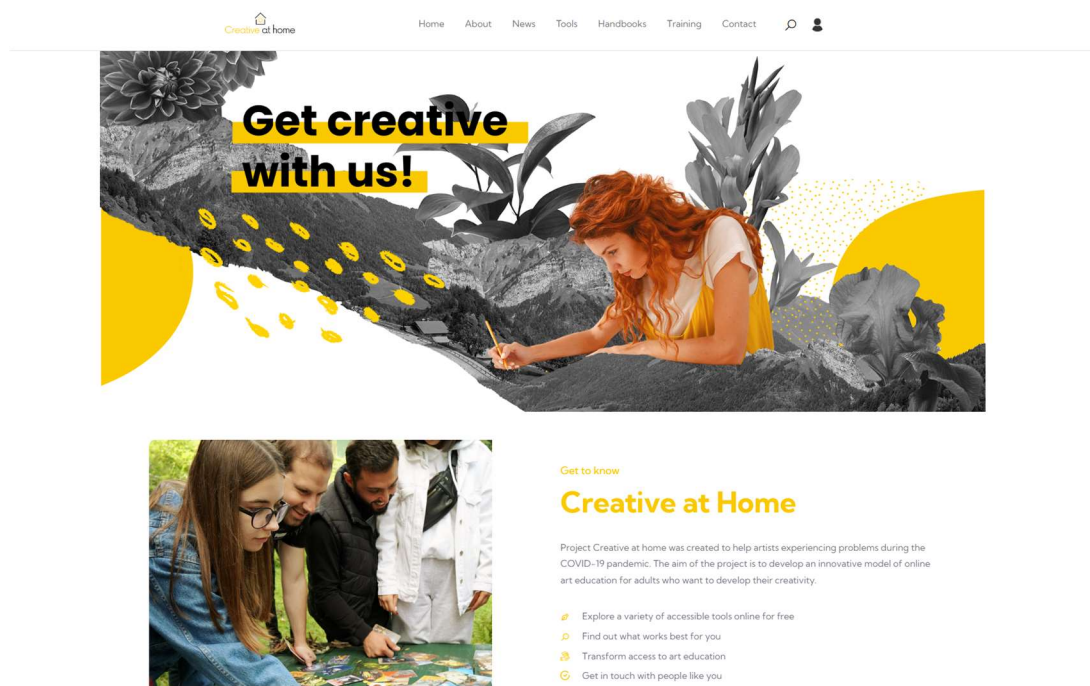 Creative at home
Home About News Tools Handbooks Training Contact
Get creative
with us!
Get to know
Creative at Home
Project Creative at home was created to help artists experiencing problems during the
COVID-19 pandemic. The aim of the project is to develop an innovative model of online
art education for adults who want to develop their creativity.
Explore a variety of accessible tools online for free
Find out what works best for you
Transform access to art education
Get in touch with people like you